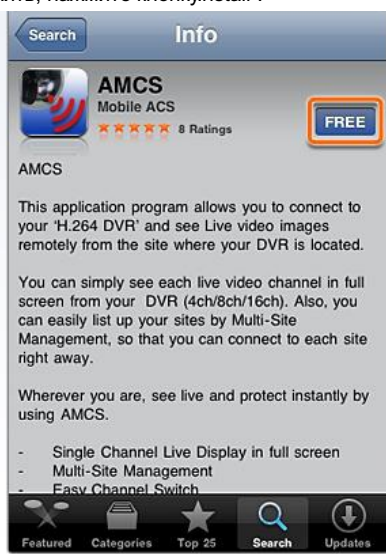 Search
Info
AMCS
Mobile ACS
8 Ratings
FREE
AMCS
This application program allows you to connect to
your 'H.264 DVR' and see Live video images
remotely from the site where your DVR is located.
You can simply see each live video channel in full
screen from your DVR (4ch/8ch/16ch). Also, you
can easily list up your sites by Multi-Site
Management, so that you can connect to each site
right away.
Wherever you are, see live and protect instantly by
using AMCS.
- Single Channel Live Display in full screen
- Multi-Site Management
- Easy Channel Switch
Featured Categories Top 25 Search Updates